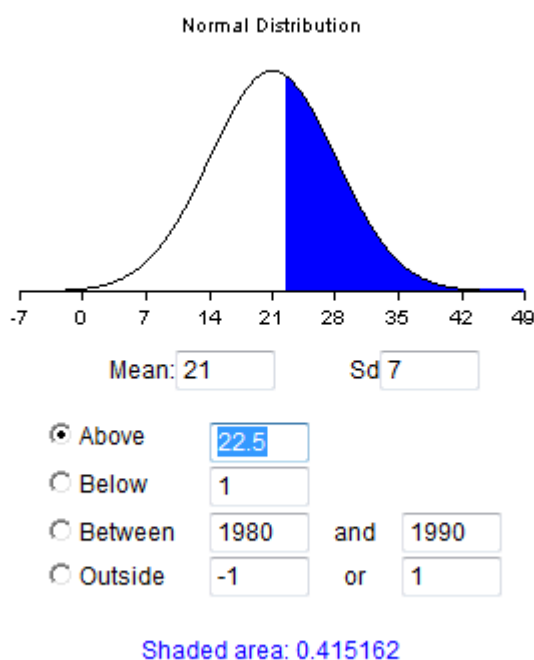 Normal Distribution
-7 0 7 14 21 28 35 42 49
Mean: 21 Sd 7
Above 22.5
Below 1
Between 1980 and 1990
Outside -1 or 1
Shaded area: 0.415162